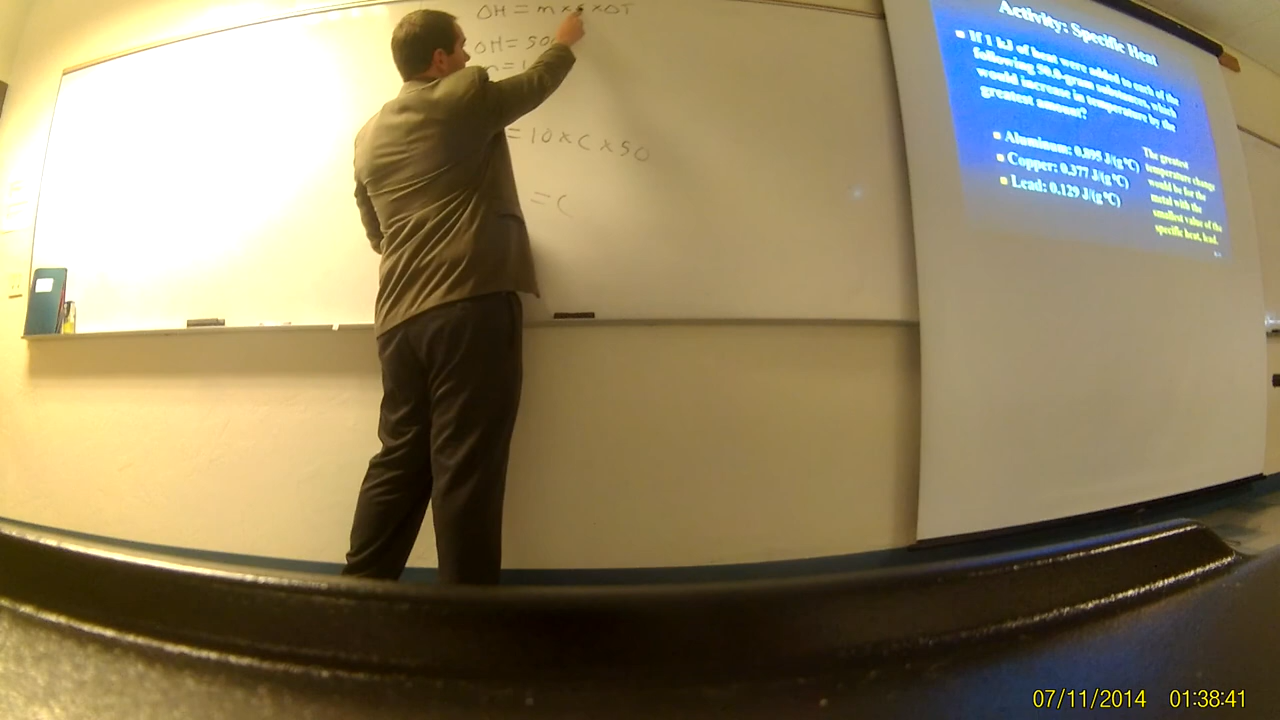 ΔH = m × c × ΔT
ΔH = 50
= 10 × C × 50
= C
Activity: Specific Heat
If 1 kJ of heat were added to each of the
following 50.0-gram substances, which
would increase in temperature by the
greatest amount?
Aluminum: 0.895 J/(g°C)
Copper: 0.377 J/(g°C)
Lead: 0.129 J/(g°C)
The greatest
temperature change
would be for the
metal with the
smallest value of the
specific heat, lead.
07/11/2014 01:38:41